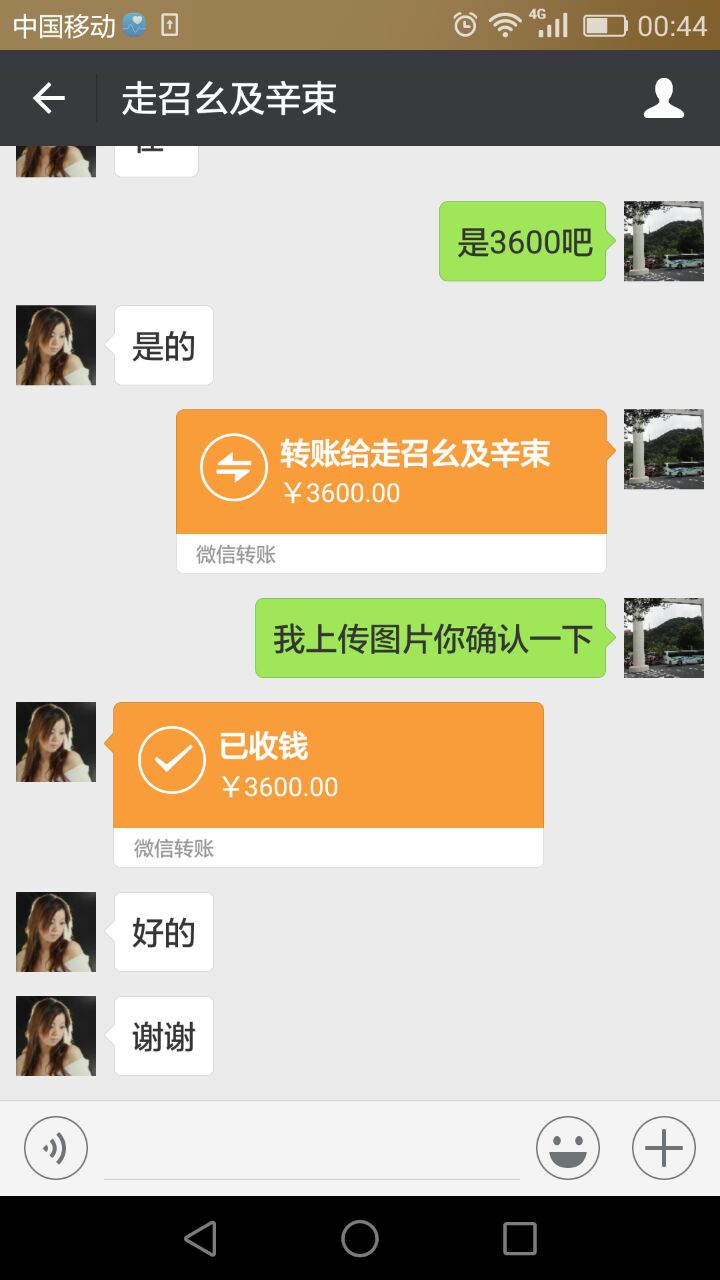 中国移动
4G
00:44
走召幺及辛束
是3600吧
是的
转账给走召幺及辛束
￥3600.00
微信转账
我上传图片你确认一下
已收钱
￥3600.00
微信转账
好的
谢谢